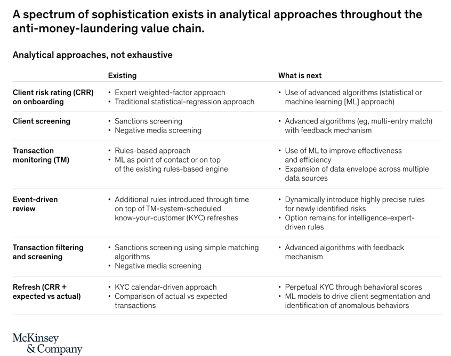 A spectrum of sophistication exists in analytical approaches throughout the
anti-money-laundering value chain.
Analytical approaches, not exhaustive
Existing
What is next
Client risk rating (CRR)
on onboarding
• Expert weighted-factor approach
• Traditional statistical-regression approach
• Use of advanced algorithms (statistical or
machine learning [ML] approach)
Client screening
• Sanctions screening
• Negative media screening
• Advanced algorithms (eg, multi-entry match)
with feedback mechanism
Transaction
monitoring (TM)
• Rules-based approach
• ML as point of contact or on top
of the existing rules-based engine
• Use of ML to improve effectiveness
and efficiency
• Expansion of data envelope across multiple
data sources
Event-driven
review
• Additional rules introduced through time
on top of TM-system-scheduled
know-your-customer (KYC) refreshes
• Dynamically introduce highly precise rules
for newly identified risks
• Option remains for intelligence-expert-
driven rules
Transaction filtering
and screening
• Sanctions screening using simple matching
algorithms
• Negative media screening
• Advanced algorithms with feedback
mechanism
Refresh (CRR +
expected vs actual)
• KYC calendar-driven approach
• Comparison of actual vs expected
transactions
• Perpetual KYC through behavioral scores
• ML models to drive client segmentation and
identification of anomalous behaviors
McKinsey
& Company